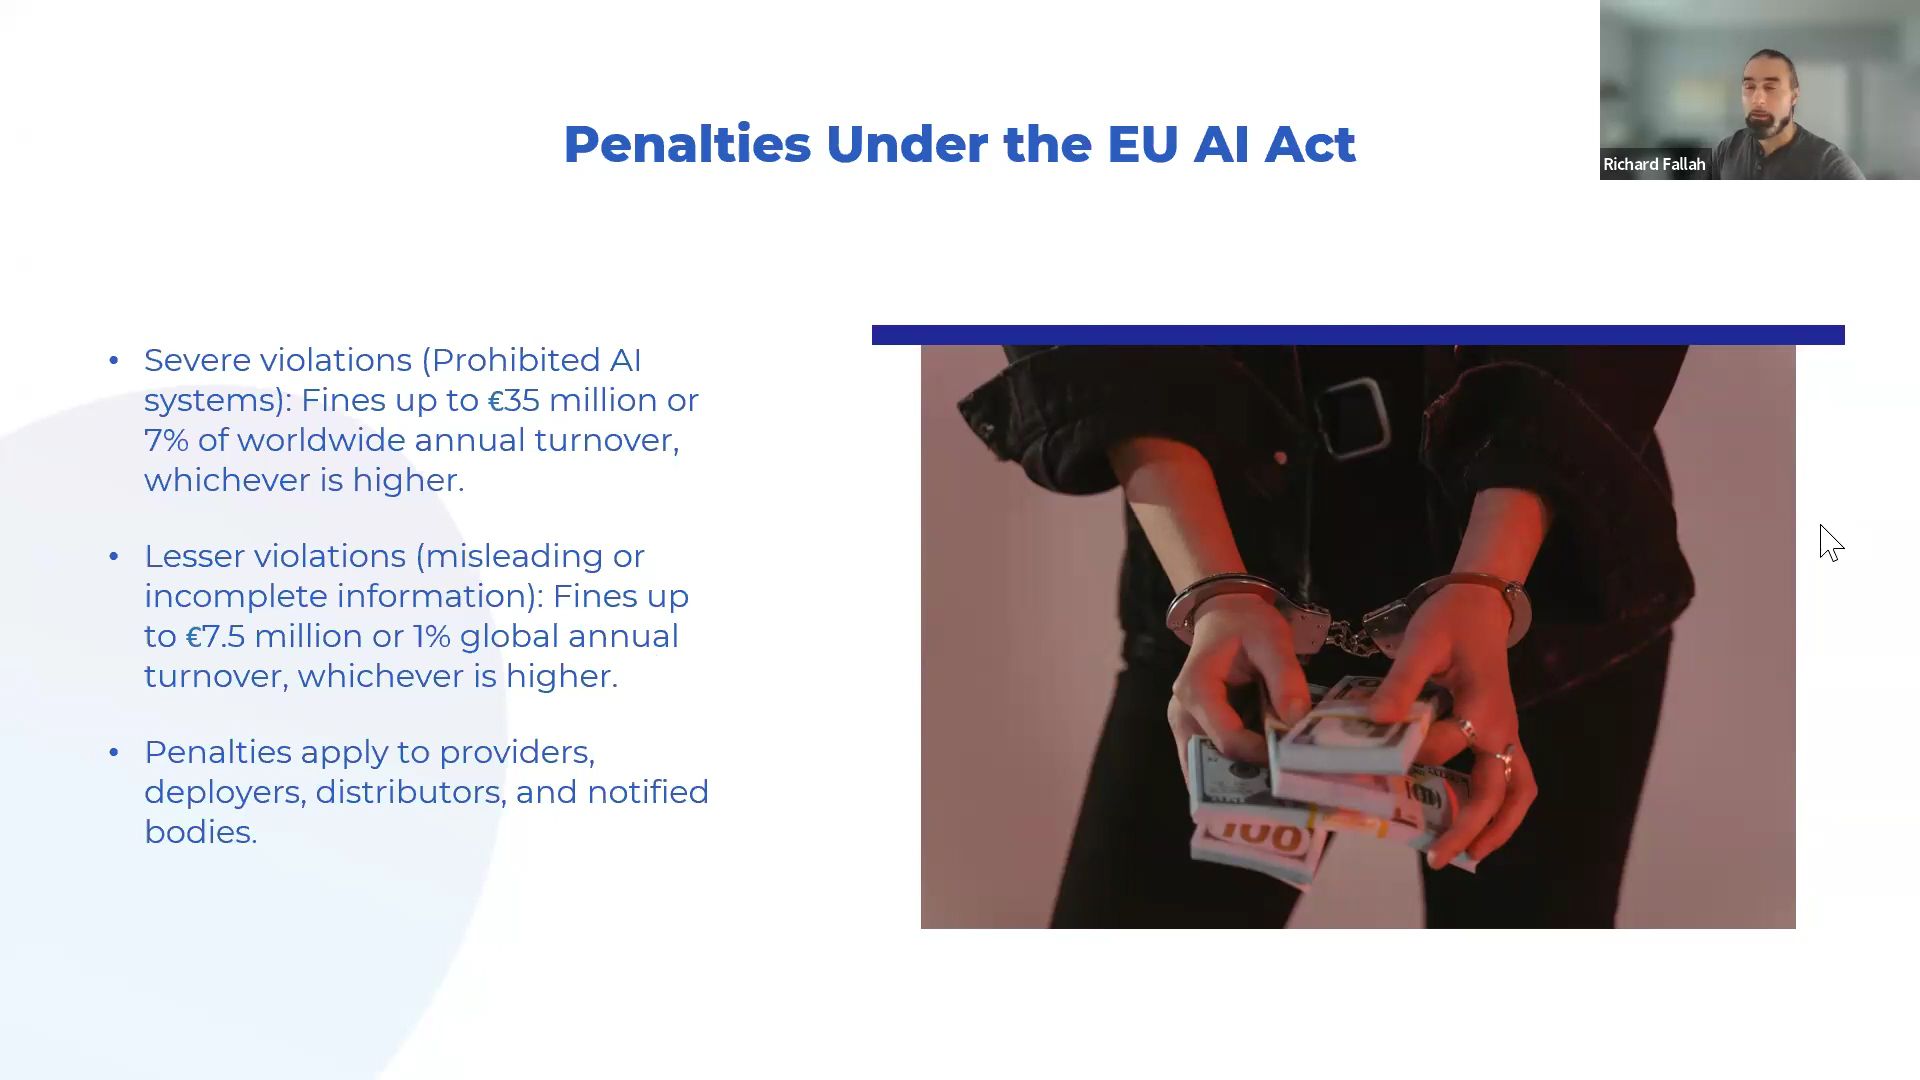 Penalties Under the EU AI Act
Richard Fallah
• Severe violations (Prohibited AI
systems): Fines up to €35 million or
7% of worldwide annual turnover,
whichever is higher.
• Lesser violations (misleading or
incomplete information): Fines up
to €7.5 million or 1% global annual
turnover, whichever is higher.
• Penalties apply to providers,
deployers, distributors, and notified
bodies.
100